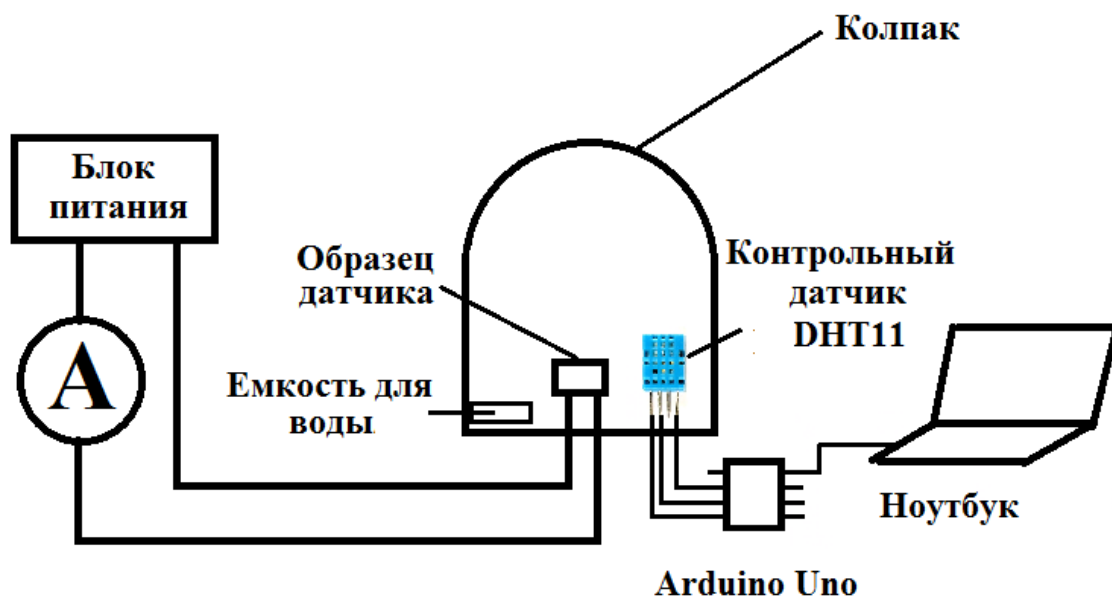 Колпак
Блок
питания
Образец
датчика
Контрольный
датчик
DHT11
А
Емкость для
воды
Ноутбук
Arduino Uno